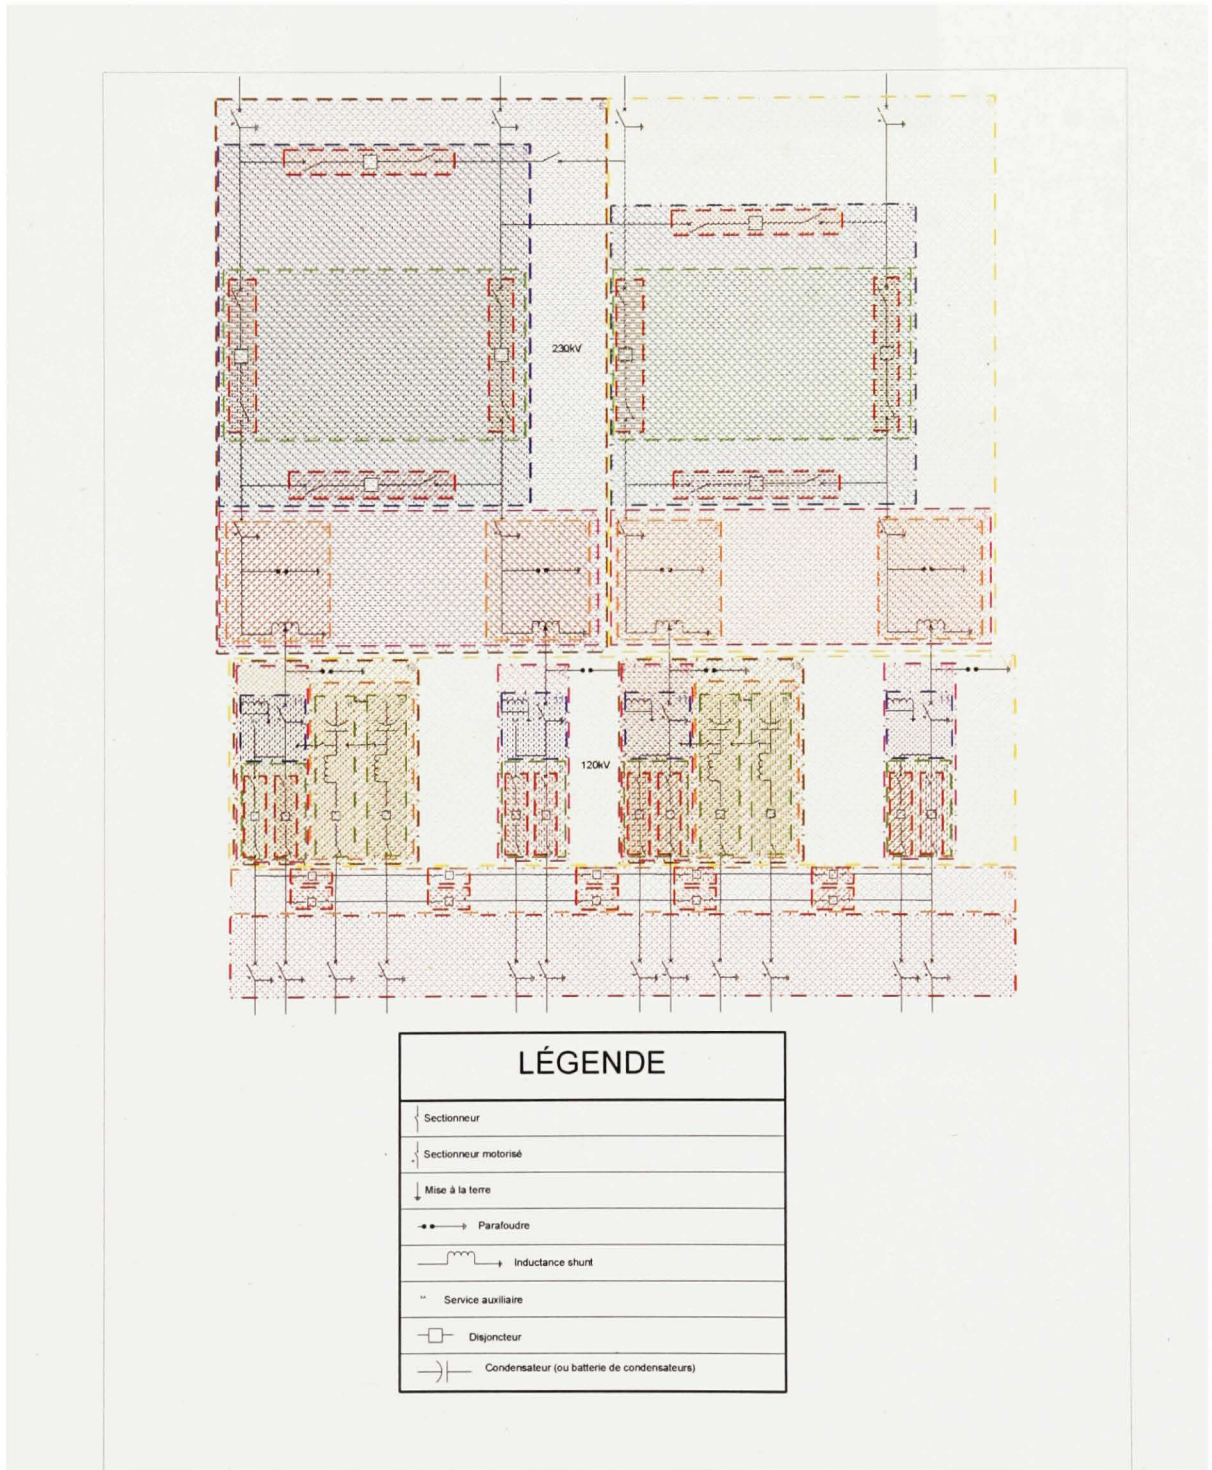 230kV
120kV
15
LÉGENDE
Sectionneur
Sectionneur motorisé
Mise à la terre
Parafoudre
Inductance shunt
Service auxiliaire
Disjoncteur
Condensateur (ou batterie de condensateurs)